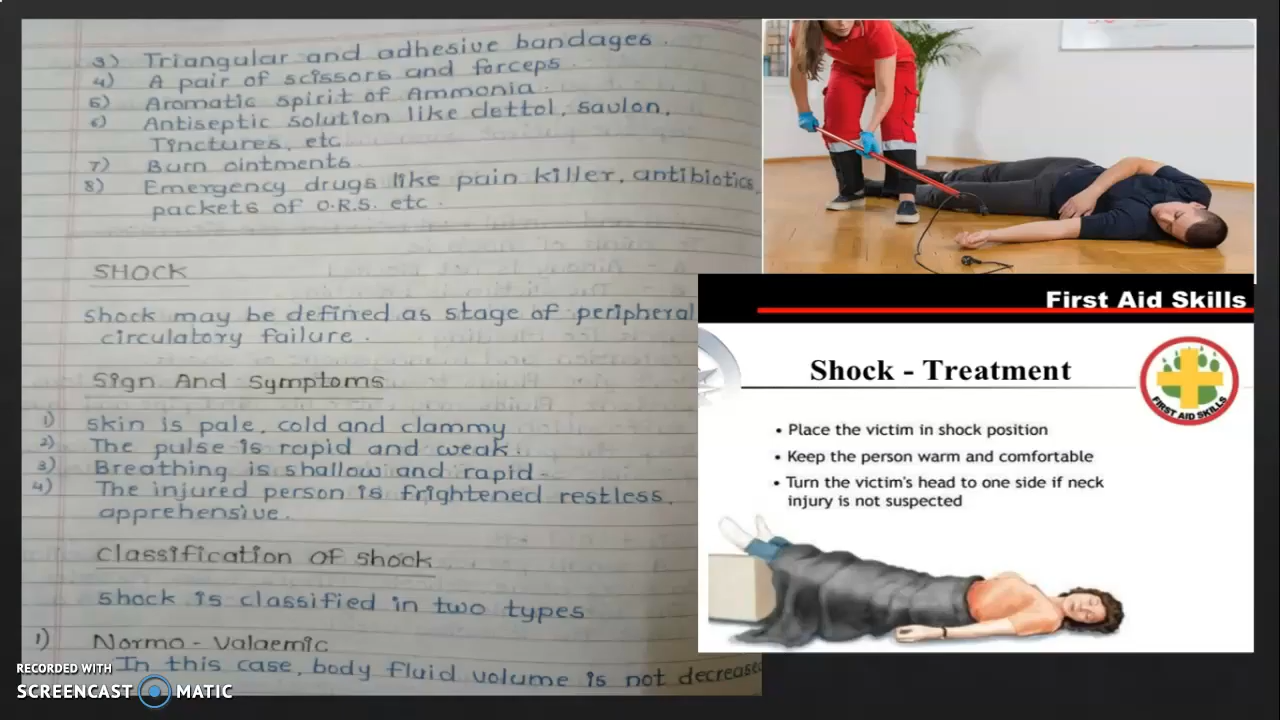 3) Triangular and adhesive bandages.
4) A pair of scissors and forceps.
5) Aromatic spirit of Ammonia.
6) Antiseptic solution like dettol, savlon,
Tinctures, etc
7) Burn ointments
8) Emergency drugs like pain killer, antibiotics,
packets of O.R.S. etc.
SHOCK
shock may be defined as stage of peripheral
circulatory failure.
Sign And Symptoms
1) skin is pale, cold and clammy
2) The pulse is rapid and weak.
3) Breathing is shallow and rapid.
4) The injured person is frightened restless,
apprehensive.
Classification Of Shock
Shock is classified in two types
1) Normo - Valaemic
In this case, body fluid volume is not decrease
First Aid Skills
Shock - Treatment
FIRST AID SKILLS
• Place the victim in shock position
• Keep the person warm and comfortable
• Turn the victim's head to one side if neck
injury is not suspected
RECORDED WITH
SCREENCAST MATIC